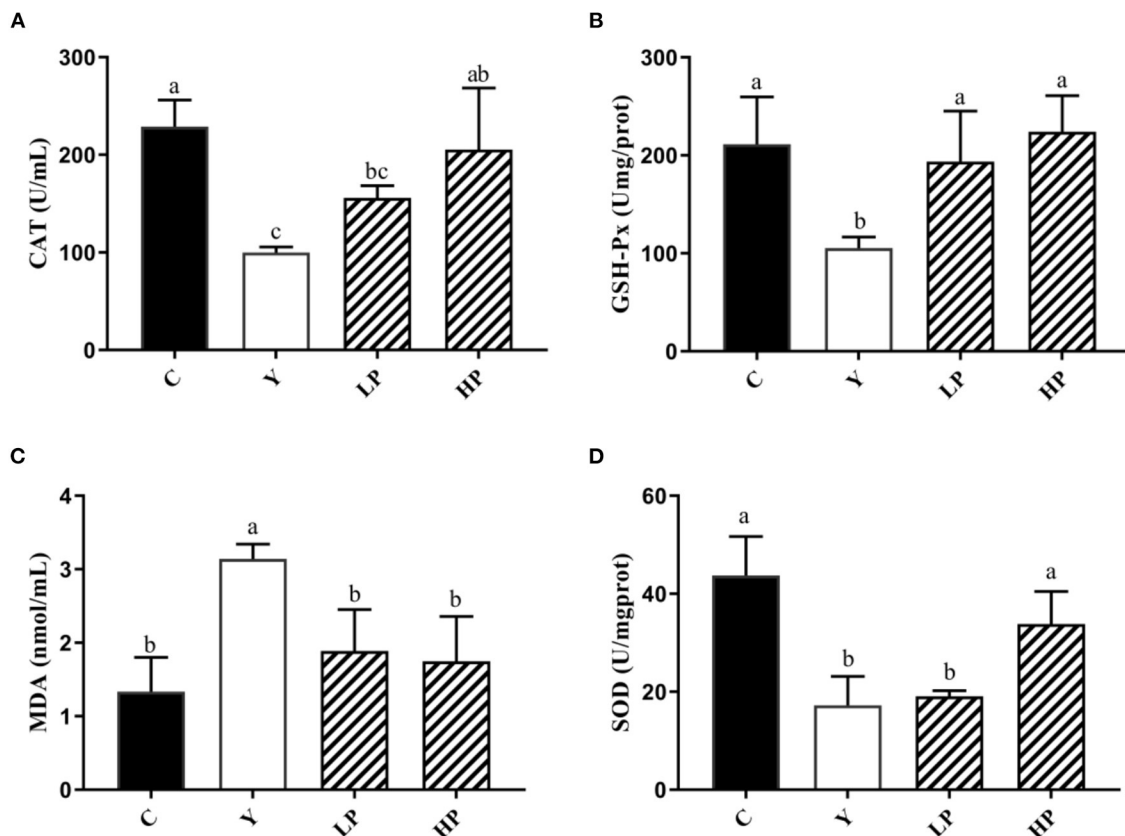 A
CAT (U/mL)
300
200
100
0
a
c
bc
ab
C
Y
LP
HP
B
GSH-Px (Umg/prot)
300
200
100
0
a
b
a
a
C
Y
LP
HP
C
MDA (nmol/mL)
4
3
2
1
0
b
a
b
b
C
Y
LP
HP
D
SOD (U/mgprot)
60
40
20
0
a
b
b
a
C
Y
LP
HP